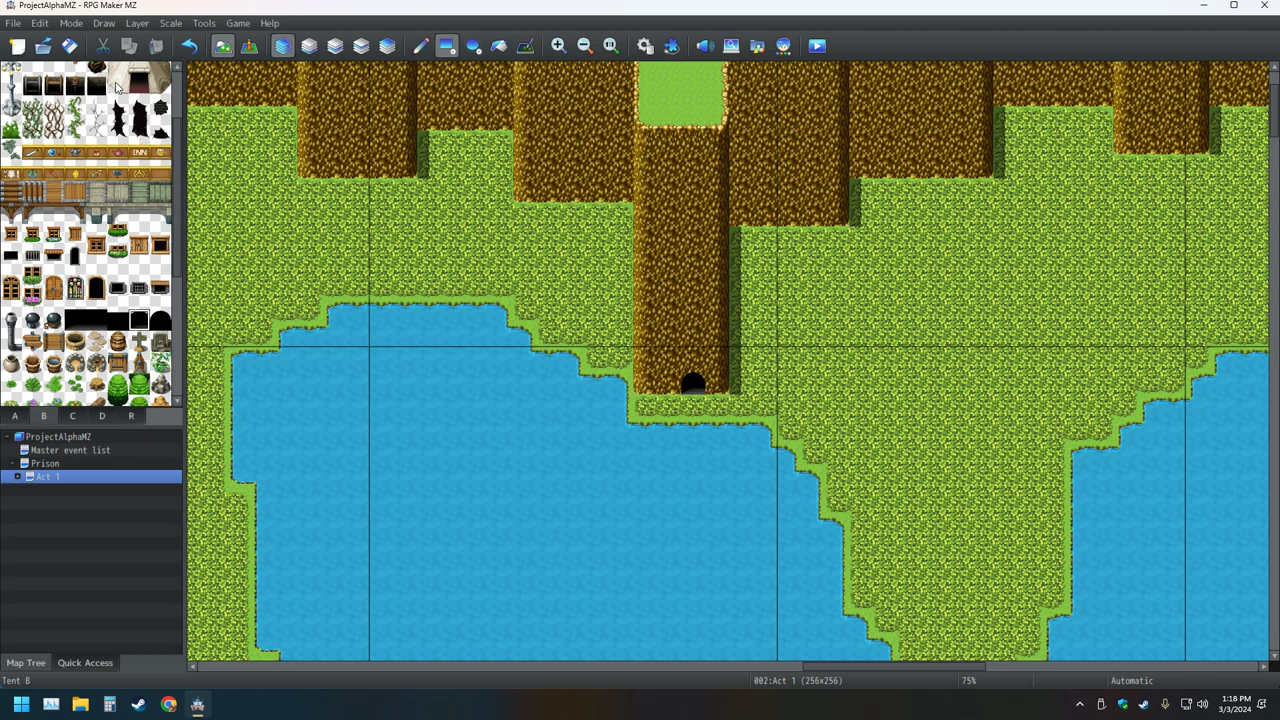 ProjectAlphaMZ - RPG Maker MZ
File Edit Mode Draw Layer Scale Tools Game Help
1:1
INN
A B C D R
ProjectAlphaMZ
Master event list
Prison
Act 1
Map Tree Quick Access
Tent B 002:Act 1 (256x256) 75% Automatic
1:18 PM
3/3/2024